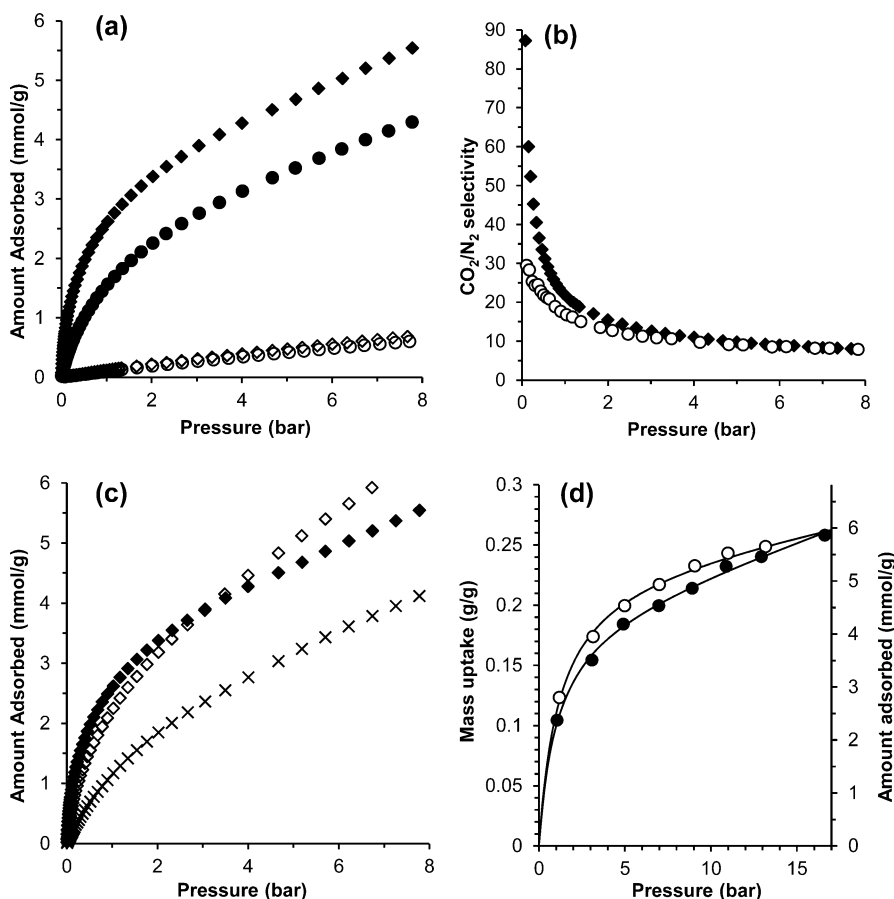 (a)
Amount Adsorbed (mmol/g)
6
5
4
3
2
1
0
0 2 4 6 8
Pressure (bar)
(b)
CO₂/N₂ selectivity
90
80
70
60
50
40
30
20
10
0
0 2 4 6 8
Pressure (bar)
(c)
Amount Adsorbed (mmol/g)
6
5
4
3
2
1
0
0 2 4 6 8
Pressure (bar)
(d)
Mass uptake (g/g)
0.3
0.25
0.2
0.15
0.1
0.05
0
0 5 10 15
Pressure (bar)
6
5
4
3
2
1
0
Amount adsorbed (mmol/g)